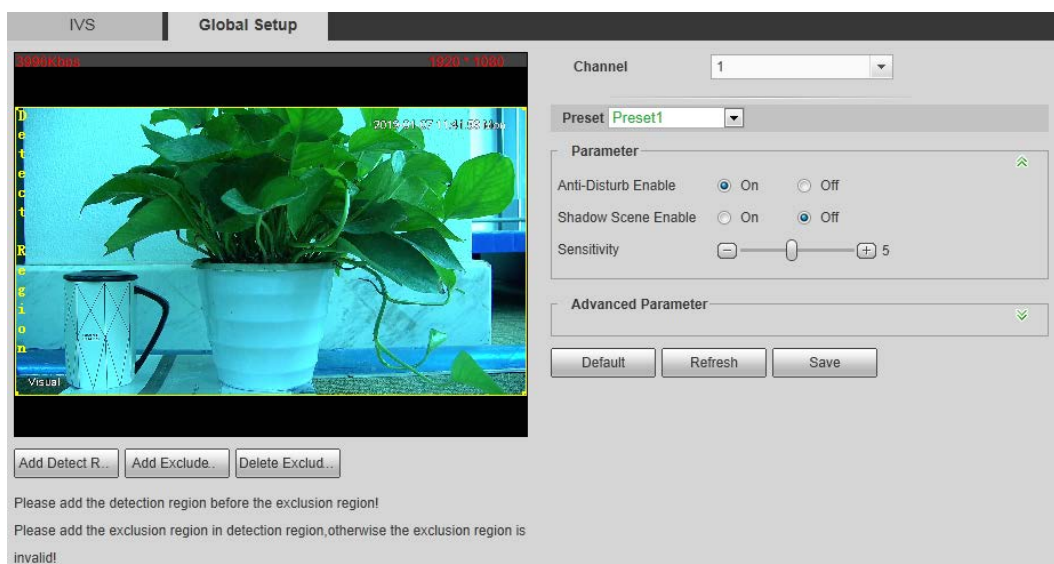 IVS
Global Setup
3996Kbps
1920 * 1080
Detect Region
Visual
Add Detect R..
Add Exclude..
Delete Exclud...
Please add the detection region before the exclusion region!
Please add the exclusion region in detection region,otherwise the exclusion region is
invalid!
Channel
1
Preset Preset1
Parameter
Anti-Disturb Enable On Off
Shadow Scene Enable On Off
Sensitivity 5
Advanced Parameter
Default Refresh Save